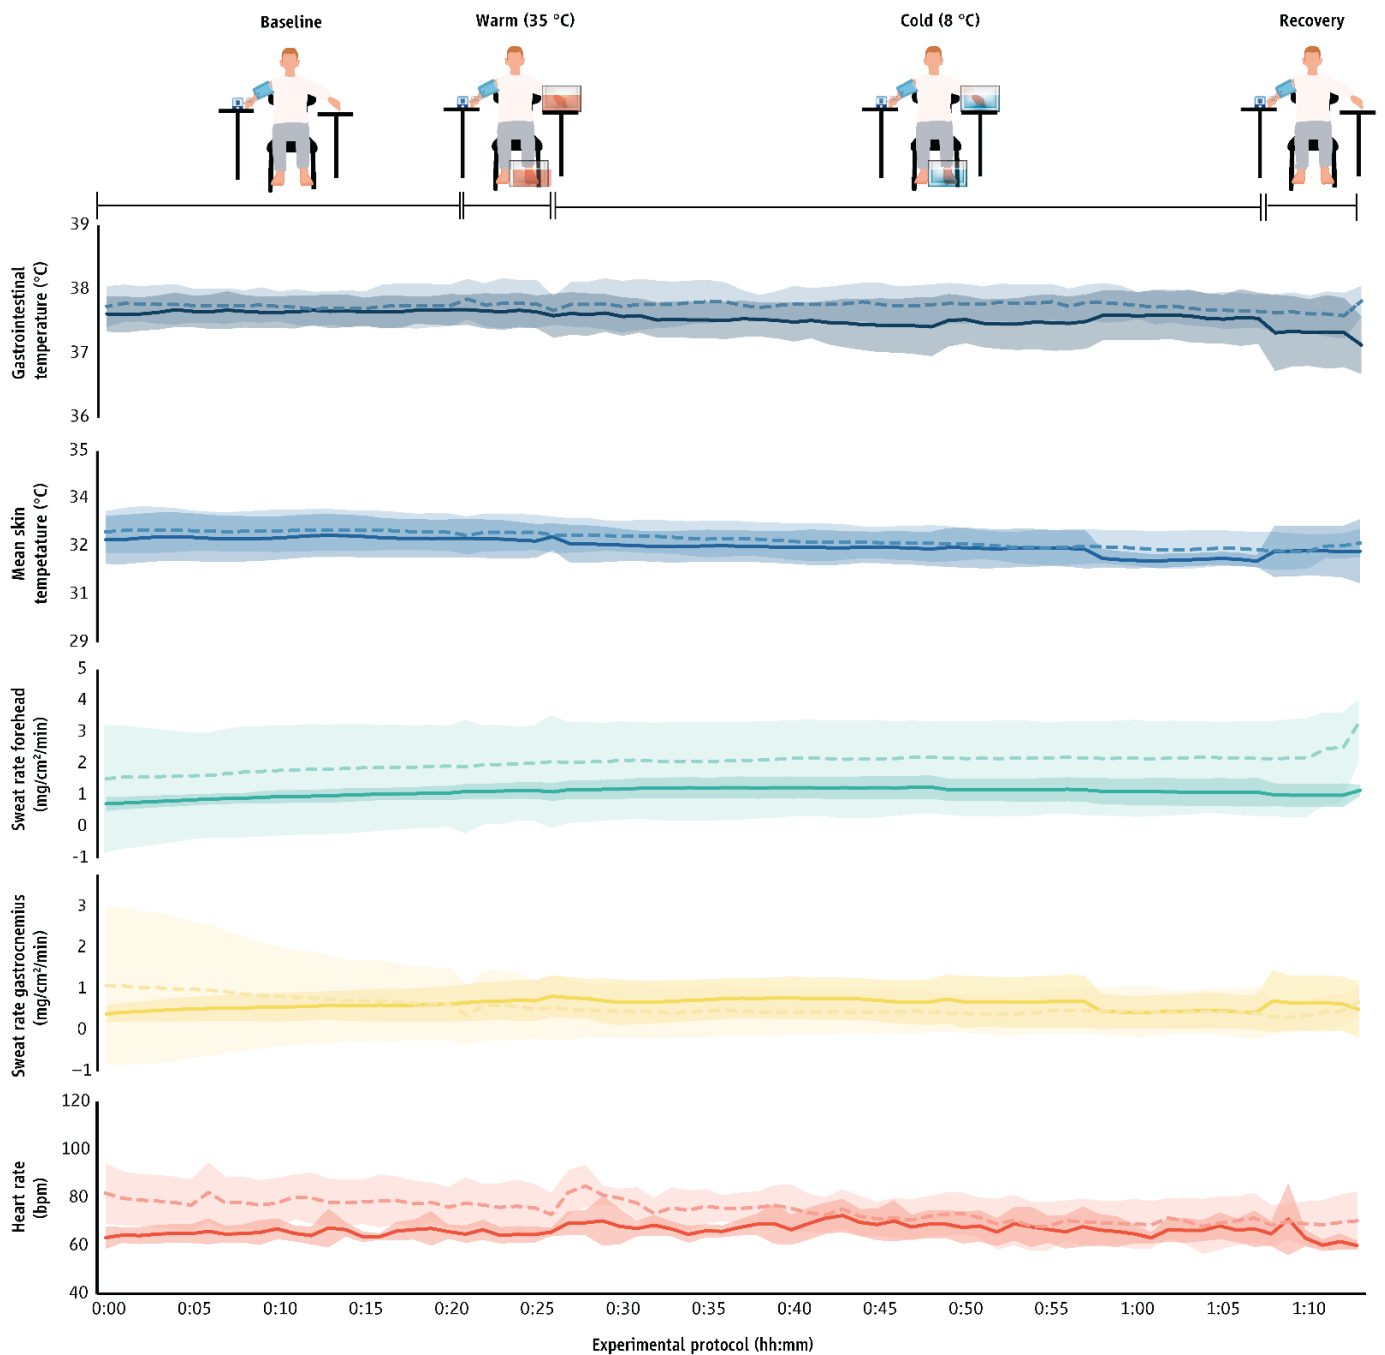 Baseline
Warm (35 °C)
Cold (8 °C)
Recovery
Gastrointestinal
temperature (°C)
39
38
37
36
Mean skin
tempetature (°C)
35
34
32
31
29
Sweat rate forehead
(mg/cm²/min)
5
4
3
2
1
0
-1
Sweat rate gastrocnemius
(mg/cm²/min)
3
2
1
0
−1
Heart rate
(bpm)
120
100
80
60
40
0:00 0:05 0:10 0:15 0:20 0:25 0:30 0:35 0:40 0:45 0:50 0:55 1:00 1:05 1:10
Experimental protocol (hh:mm)